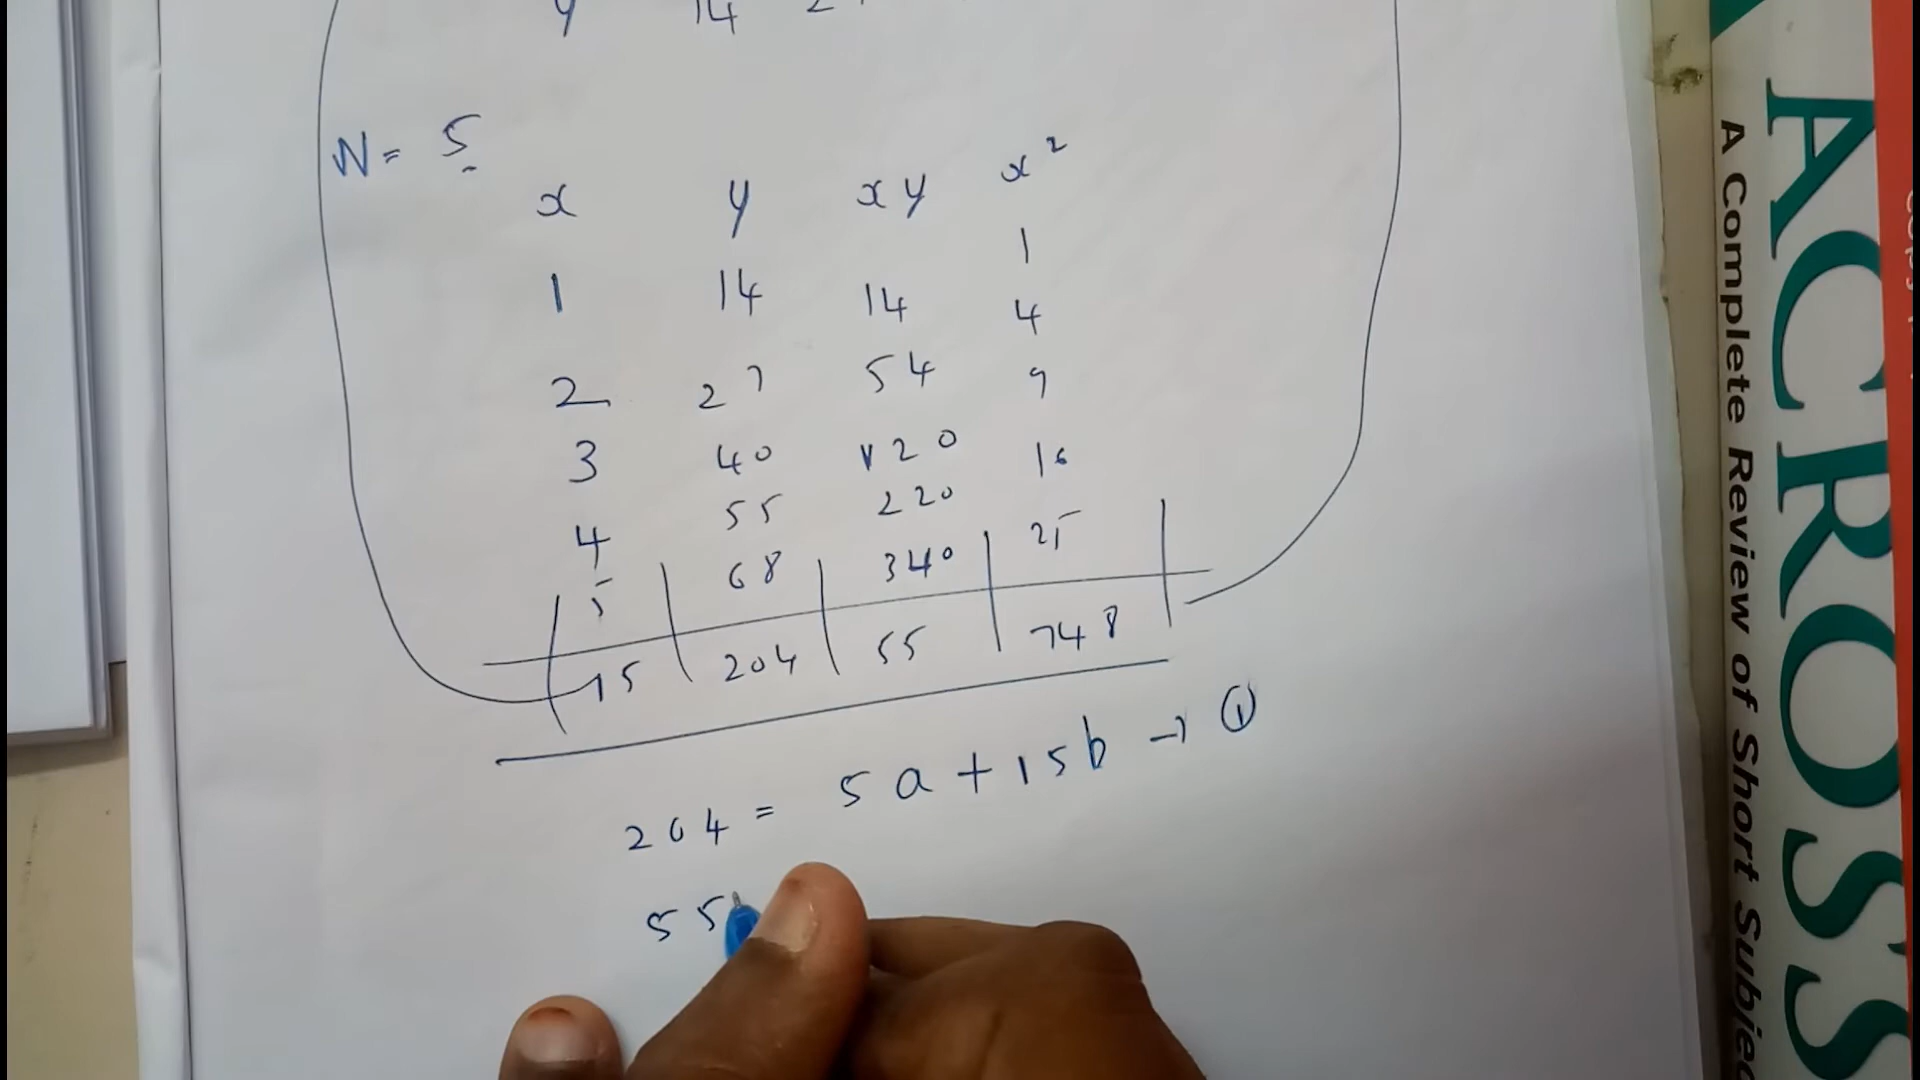 y 14 2
N = 5
x y xy x²
1 14 14 1
2 27 54 4
3 40 120 9
4 55 220 16
5 68 340 25
15 204 55 748
204 = 5a + 15b → ①
55
ACROSS
A Complete Review of Short Subjec